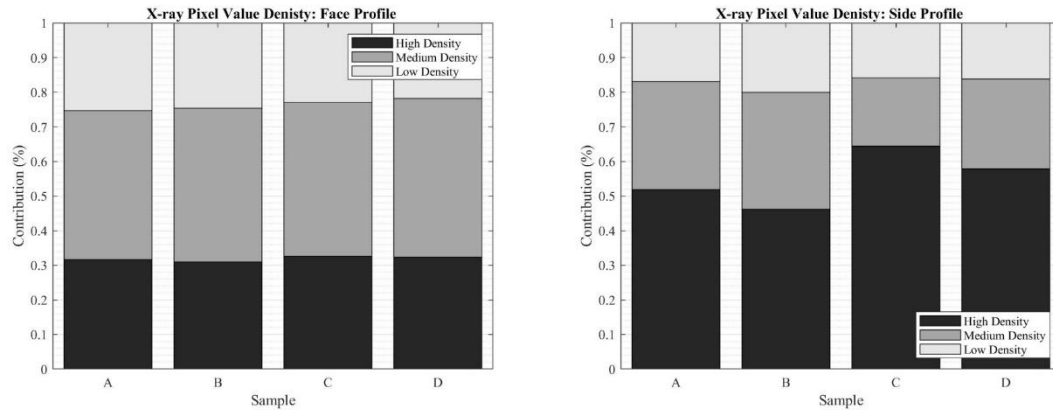 X-ray Pixel Value Denisty: Face Profile
1
0.9
0.8
0.7
0.6
0.5
0.4
0.3
0.2
0.1
0
Contribution (%)
High Density
Medium Density
Low Density
A B C D
Sample
X-ray Pixel Value Denisty: Side Profile
1
0.9
0.8
0.7
0.6
0.5
0.4
0.3
0.2
0.1
0
Contribution (%)
High Density
Medium Density
Low Density
A B C D
Sample